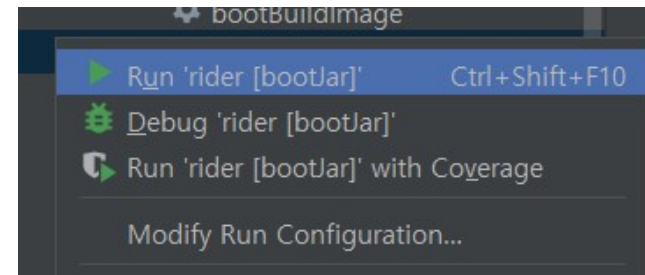 bootBuildImage
Run 'rider [bootJar]' Ctrl+Shift+F10
Debug 'rider [bootJar]'
Run 'rider [bootJar]' with Coverage
Modify Run Configuration...